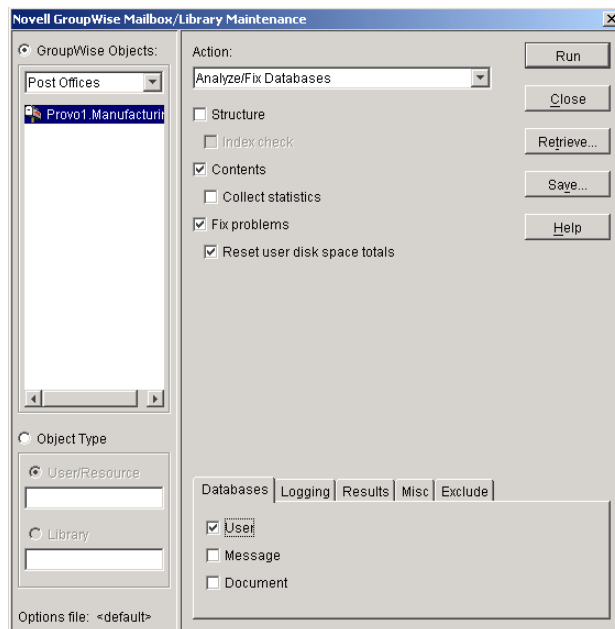 Novell GroupWise Mailbox/Library Maintenance
GroupWise Objects:
Post Offices
Provo1.Manufacturin
Object Type
User/Resource
Library
Options file: <default>
Action:
Analyze/Fix Databases
Structure
Index check
Contents
Collect statistics
Fix problems
Reset user disk space totals
Databases Logging Results Misc Exclude
User
Message
Document
Run
Close
Retrieve...
Save...
Help